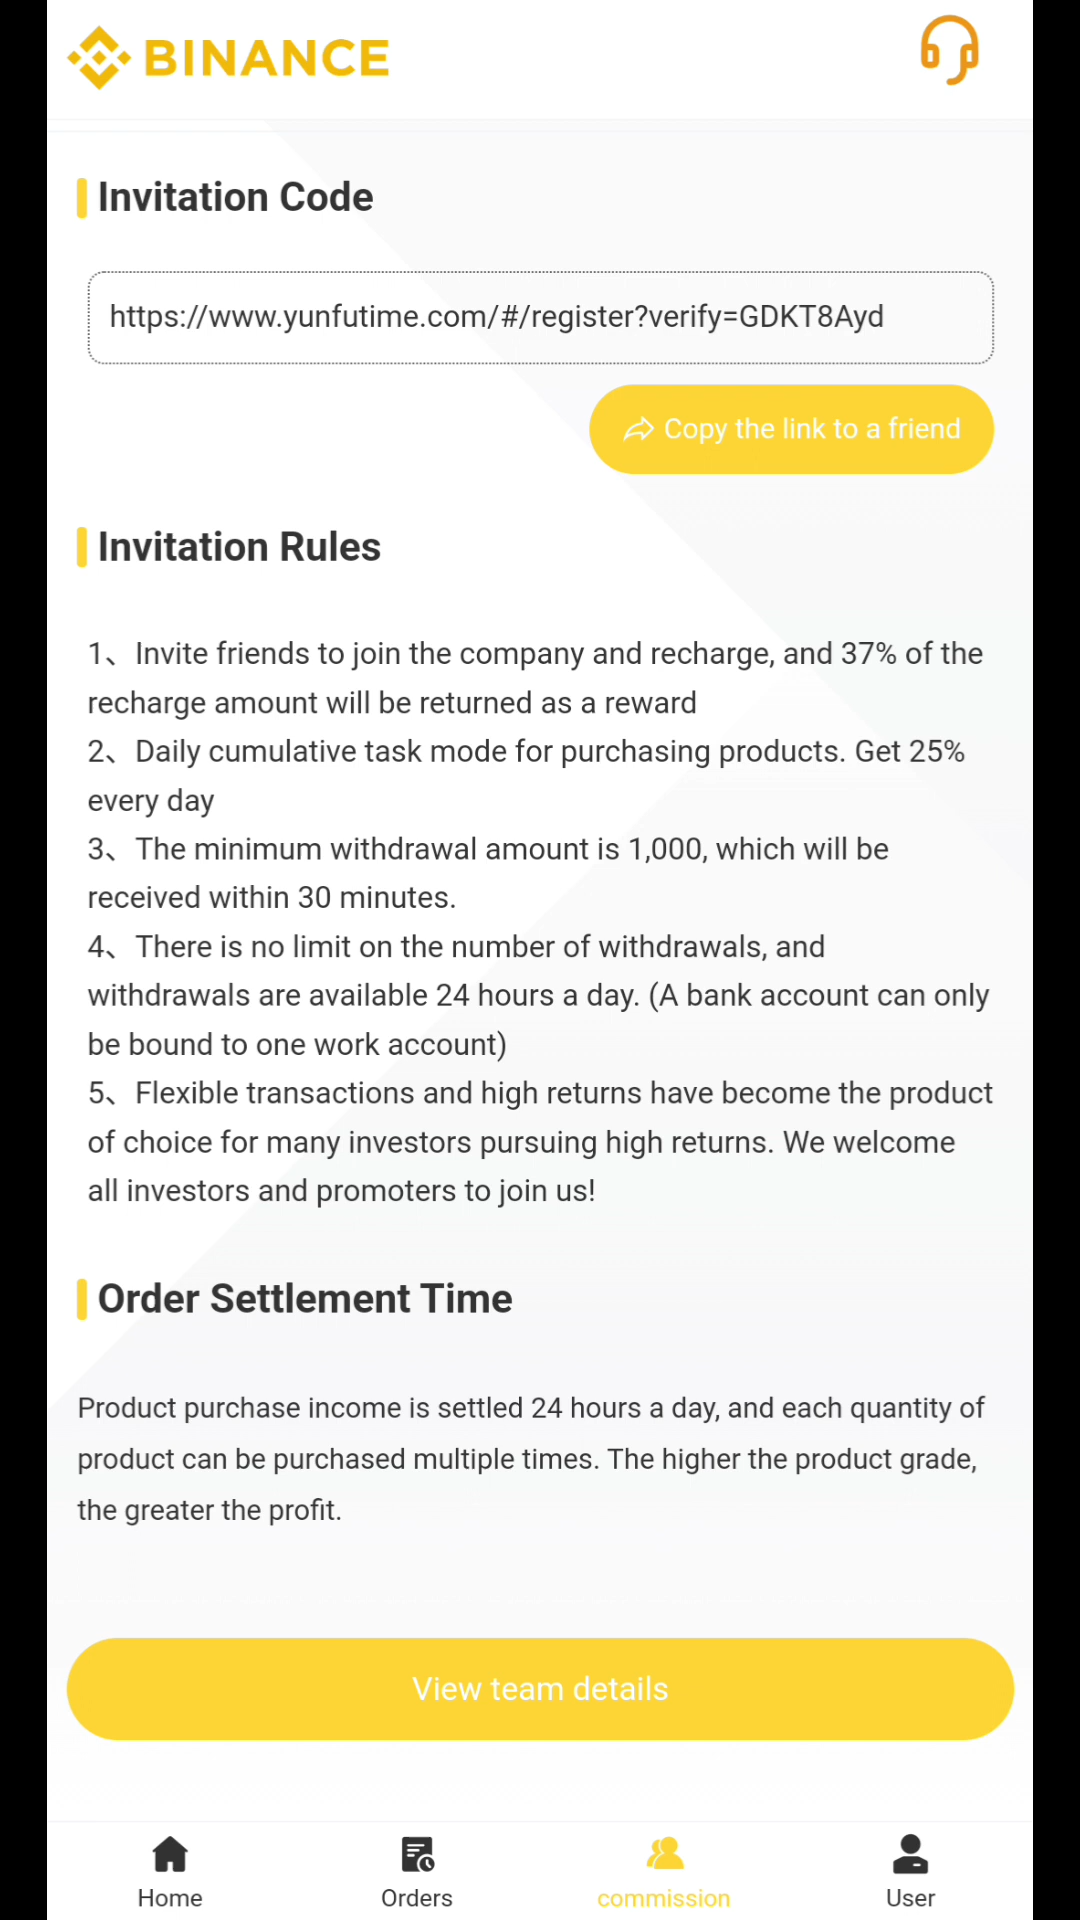 BINANCE
Invitation Code
https://www.yunfutime.com/#/register?verify=GDKT8Ayd
Copy the link to a friend
Invitation Rules
1、Invite friends to join the company and recharge, and 37% of the
recharge amount will be returned as a reward
2、Daily cumulative task mode for purchasing products. Get 25%
every day
3、The minimum withdrawal amount is 1,000, which will be
received within 30 minutes.
4、There is no limit on the number of withdrawals, and
withdrawals are available 24 hours a day. (A bank account can only
be bound to one work account)
5、Flexible transactions and high returns have become the product
of choice for many investors pursuing high returns. We welcome
all investors and promoters to join us!
Order Settlement Time
Product purchase income is settled 24 hours a day, and each quantity of
product can be purchased multiple times. The higher the product grade,
the greater the profit.
View team details
Home
Orders
commission
User